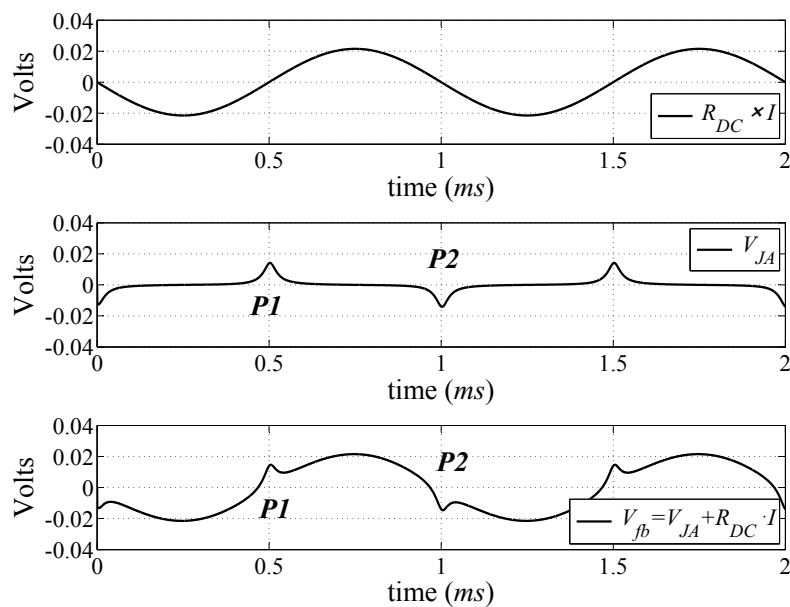 0.04
0.02
0
-0.02
-0.04
Volts
R_DC × I
0 0.5 1 1.5 2
time (ms)
0.04
0.02
0
-0.02
-0.04
Volts
P1
P2
V_JA
0 0.5 1 1.5 2
time (ms)
0.04
0.02
0
-0.02
-0.04
Volts
P1
P2
V_fb=V_JA+R_DC·I
0 0.5 1 1.5 2
time (ms)